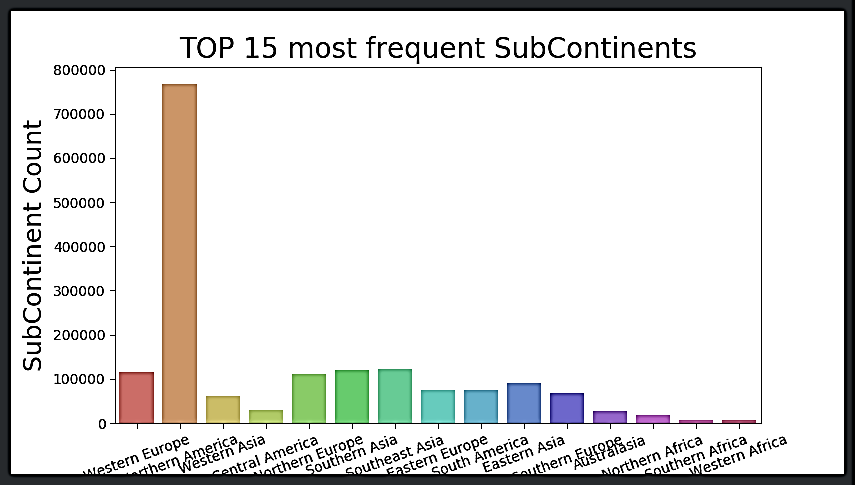 TOP 15 most frequent SubContinents
SubContinent Count
800000
700000
600000
500000
400000
300000
200000
100000
0
Western Europe
Northern America
Western Asia
Central America
Northern Europe
Southern Asia
Southeast Asia
Eastern Europe
South America
Eastern Asia
Southern Europe
Australasia
Northern Africa
Southern Africa
Western Africa